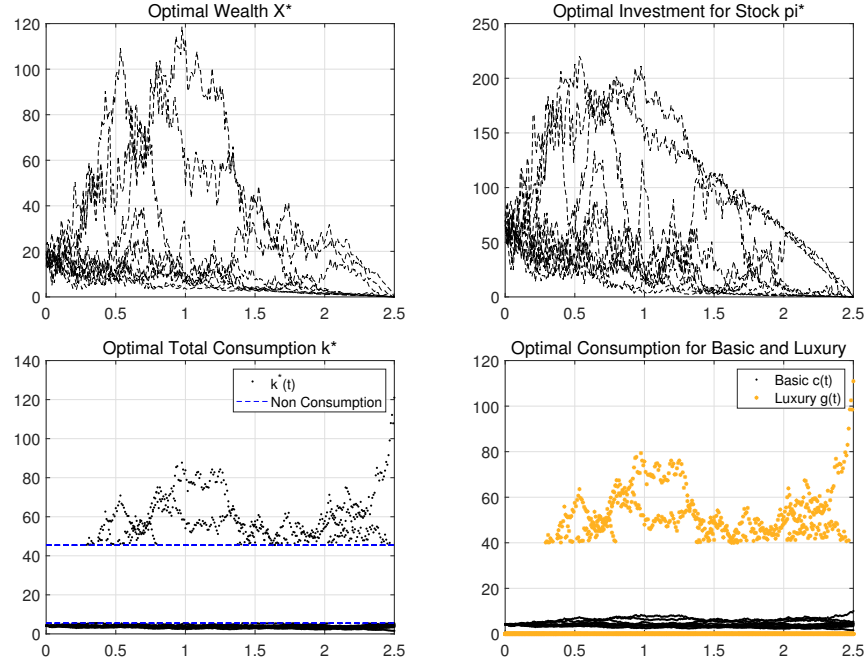 Optimal Wealth X*
120
100
80
60
40
20
0
0 0.5 1 1.5 2 2.5
Optimal Investment for Stock pi*
250
200
150
100
50
0
0 0.5 1 1.5 2 2.5
Optimal Total Consumption k*
140
120
100
80
60
40
20
0
0 0.5 1 1.5 2 2.5
k*(t)
Non Consumption
Optimal Consumption for Basic and Luxury
120
100
80
60
40
20
0
0 0.5 1 1.5 2 2.5
Basic c(t)
Luxury g(t)